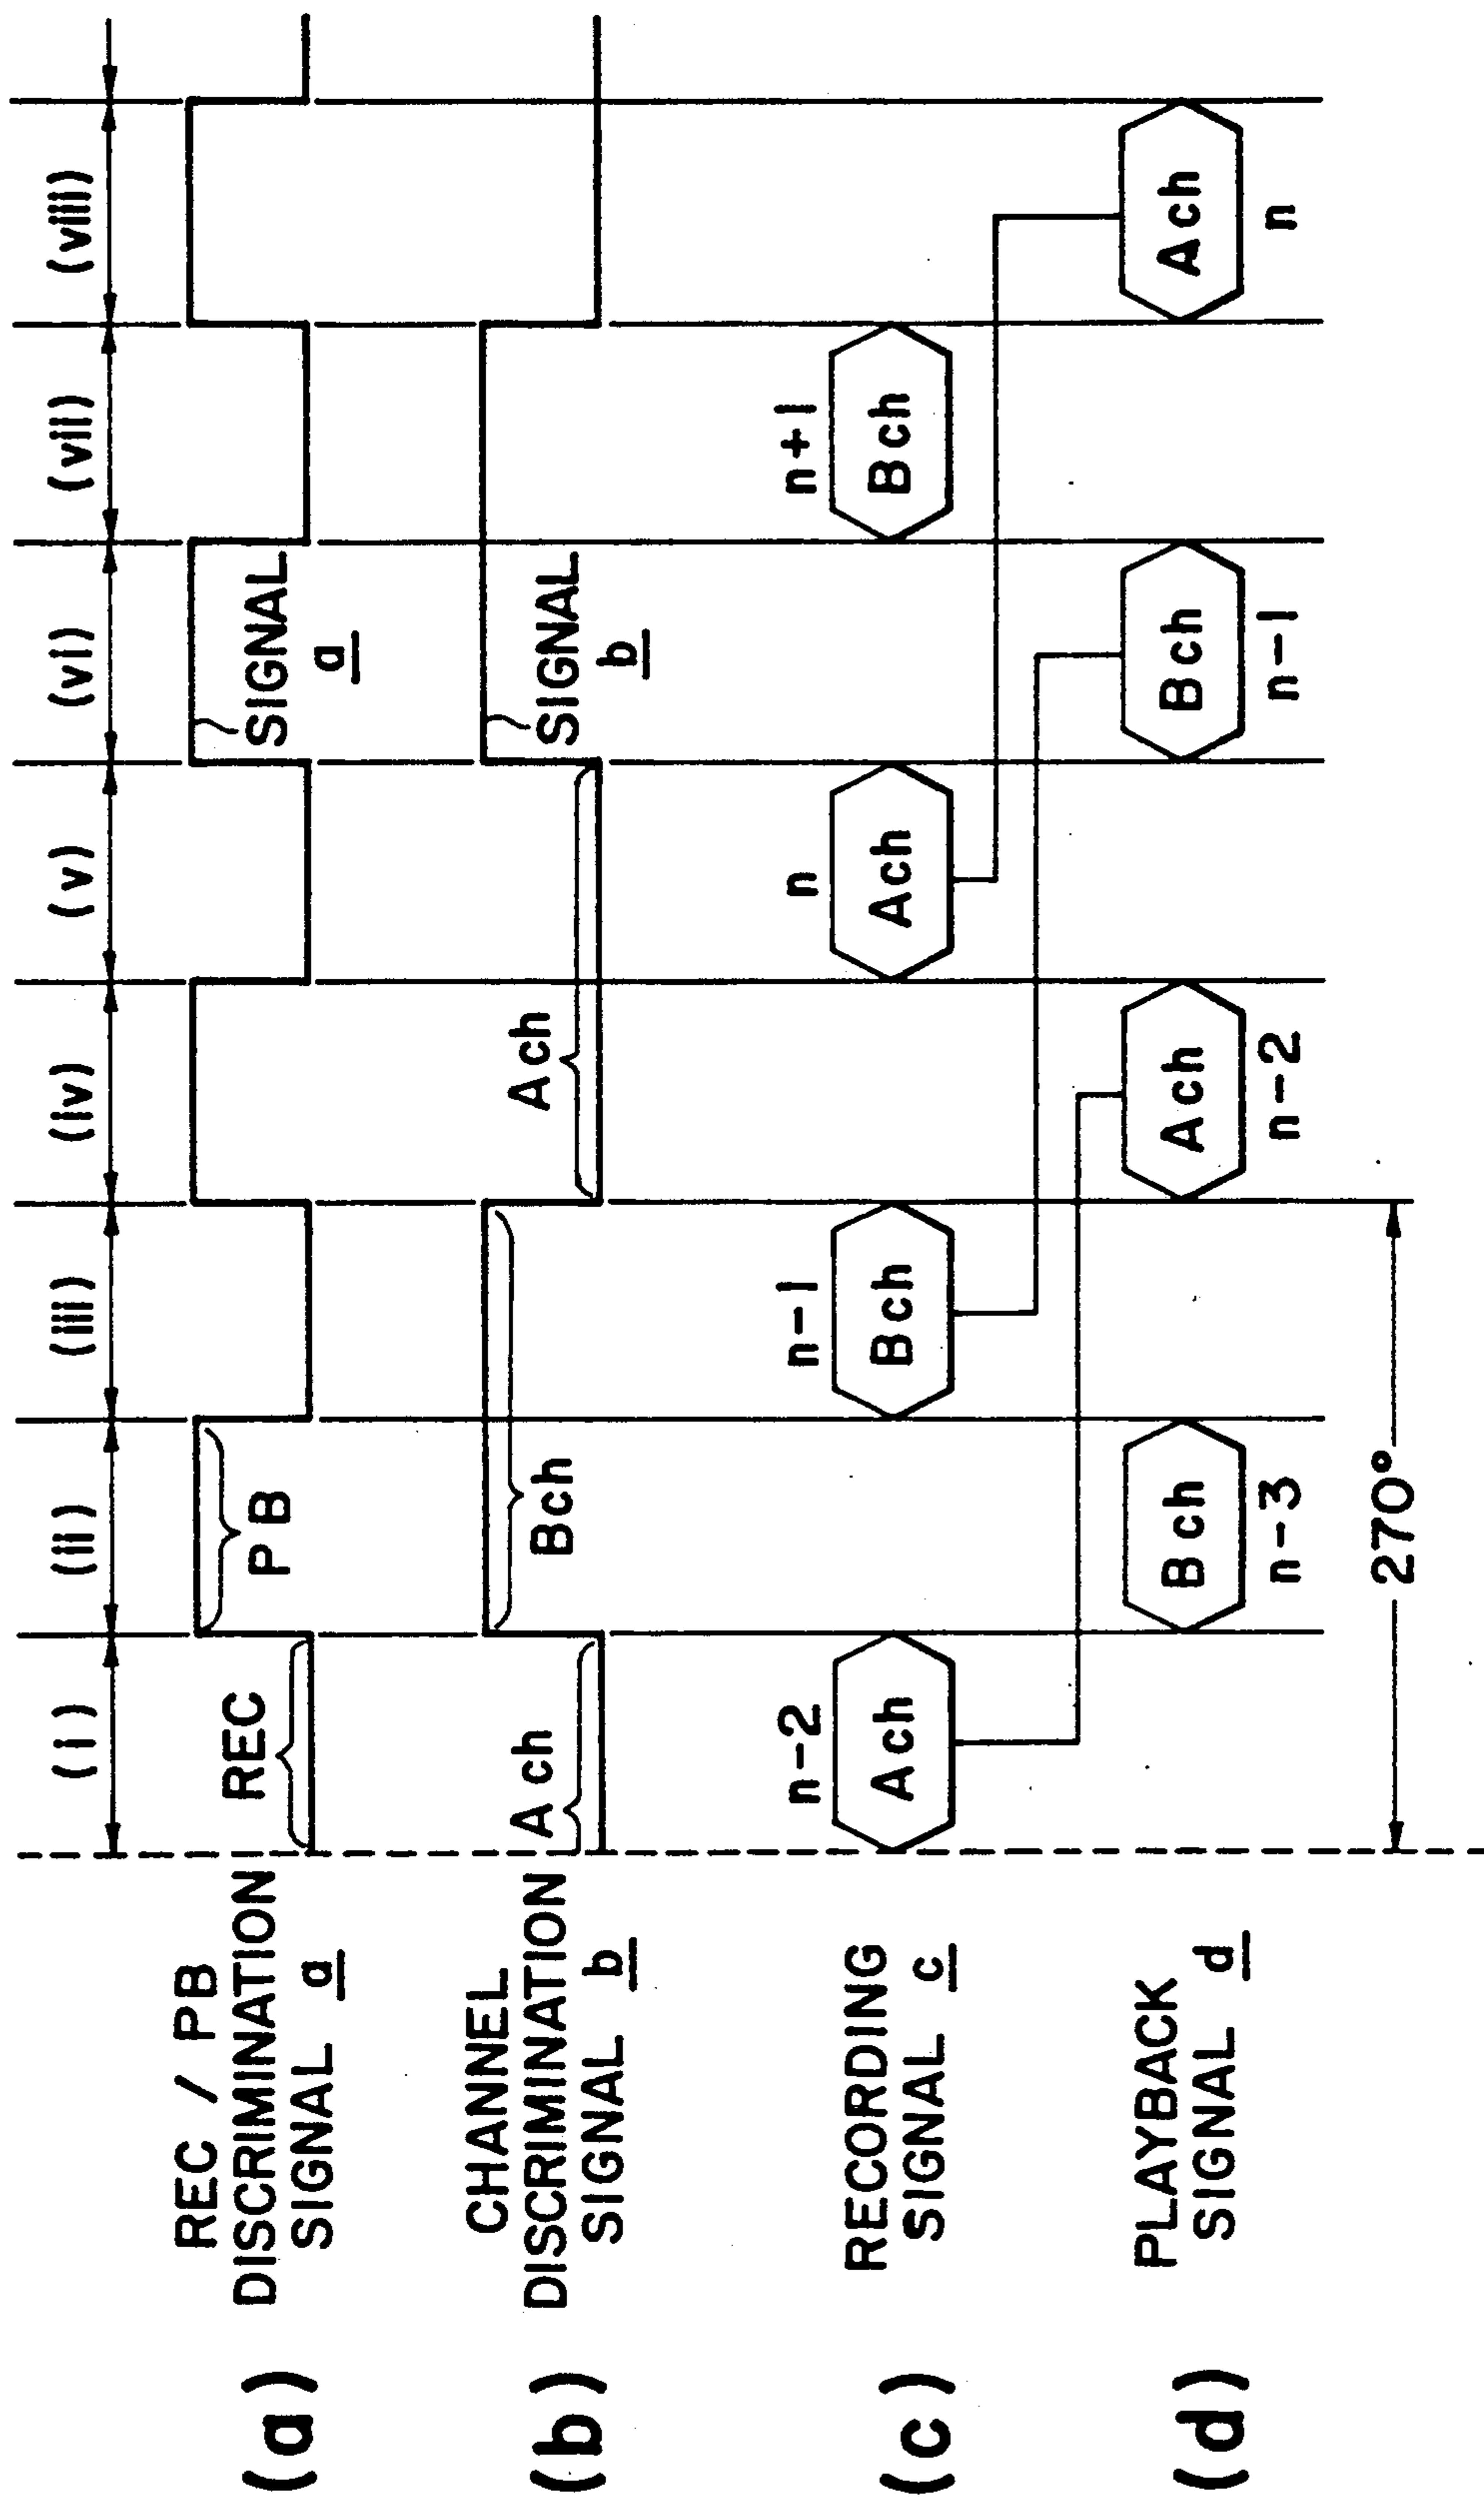 (i) (ii) (iii) (iv) (v) (vi) (vii) (viii)
(a) REC / PB
DISCRIMINATION
SIGNAL a
REC
PB
SIGNAL
a
(b) CHANNEL
DISCRIMINATION
SIGNAL b
Ach
Bch
Ach
SIGNAL
b
(c) RECORDING
SIGNAL c
n-2 n-1 n n+1
Ach Bch Ach Bch
(d) PLAYBACK
SIGNAL d
Bch Ach Bch Ach
n-3 n-2 n-1 n
270°